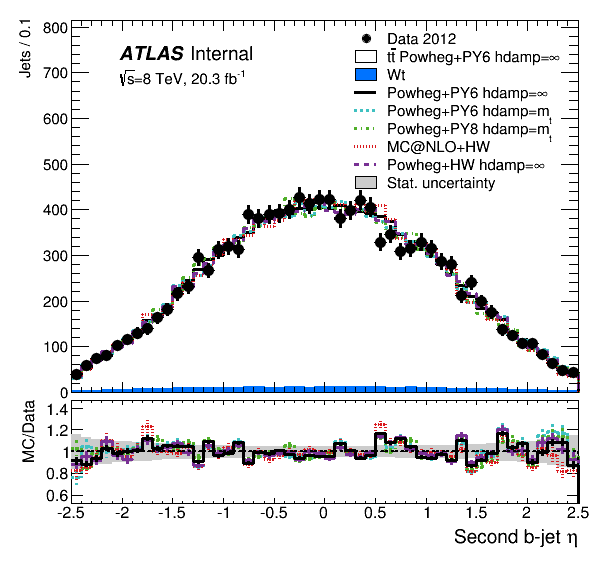 Jets / 0.1
800
700
600
500
400
300
200
100
0
ATLAS Internal
√s=8 TeV, 20.3 fb⁻¹
Data 2012
tt̄ Powheg+PY6 hdamp=∞
Wt
Powheg+PY6 hdamp=∞
Powheg+PY6 hdamp=mₜ
Powheg+PY8 hdamp=mₜ
MC@NLO+HW
Powheg+HW hdamp=∞
Stat. uncertainty
MC/Data
1.4
1.2
1
0.8
0.6
-2.5 -2 -1.5 -1 -0.5 0 0.5 1 1.5 2 2.5
Second b-jet η